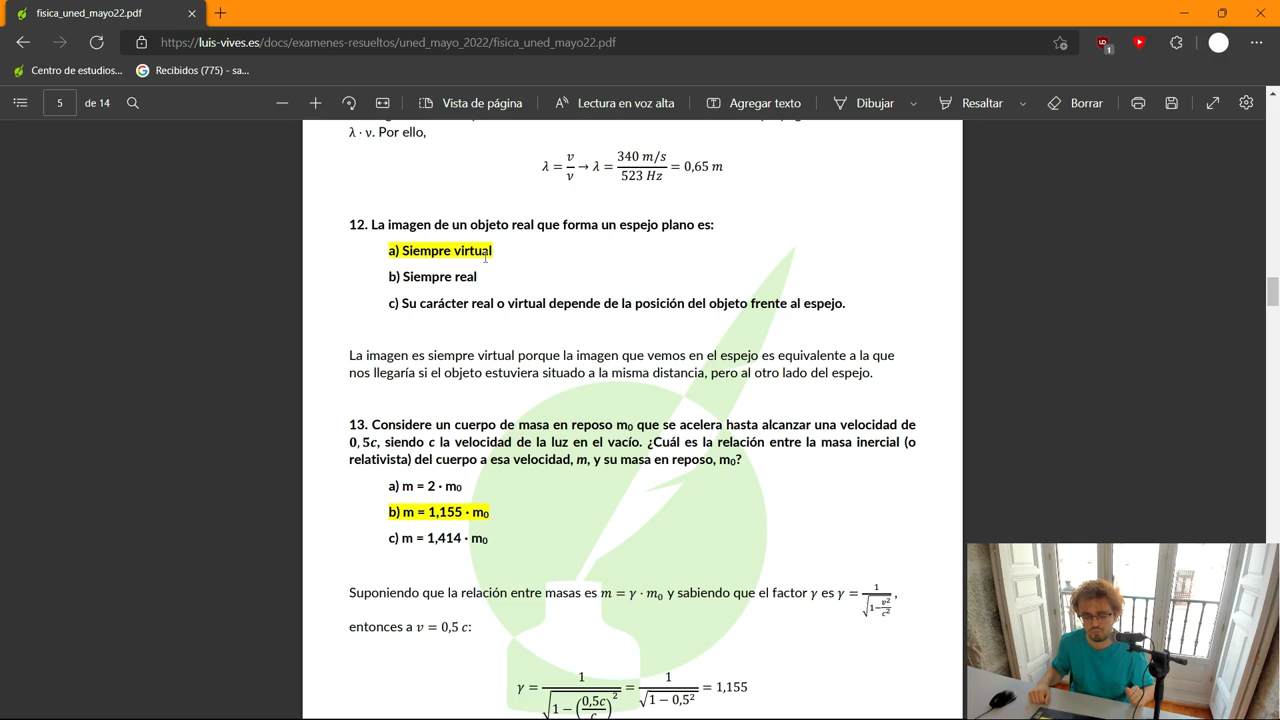 fisica_uned_mayo22.pdf
https://luis-vives.es/docs/examenes-resueltos/uned_mayo_2022/fisica_uned_mayo22.pdf
1
Centro de estudios...
Recibidos (775) - sa...
5 de 14
Vista de página
Lectura en voz alta
Agregar texto
Dibujar
Resaltar
Borrar
λ · ν. Por ello,
λ = v/ν → λ = 340 m/s / 523 Hz = 0,65 m
12. La imagen de un objeto real que forma un espejo plano es:
a) Siempre virtual
b) Siempre real
c) Su carácter real o virtual depende de la posición del objeto frente al espejo.
La imagen es siempre virtual porque la imagen que vemos en el espejo es equivalente a la que
nos llegaría si el objeto estuviera situado a la misma distancia, pero al otro lado del espejo.
13. Considere un cuerpo de masa en reposo m₀ que se acelera hasta alcanzar una velocidad de
0,5c, siendo c la velocidad de la luz en el vacío. ¿Cuál es la relación entre la masa inercial (o
relativista) del cuerpo a esa velocidad, m, y su masa en reposo, m₀?
a) m = 2 · m₀
b) m = 1,155 · m₀
c) m = 1,414 · m₀
Suponiendo que la relación entre masas es m = γ · m₀ y sabiendo que el factor γ es γ = 1/√(1−v²/c²),
entonces a v = 0,5 c:
γ = 1/√(1 − (0,5c/c)²) = 1/√(1 − 0,5²) = 1,155